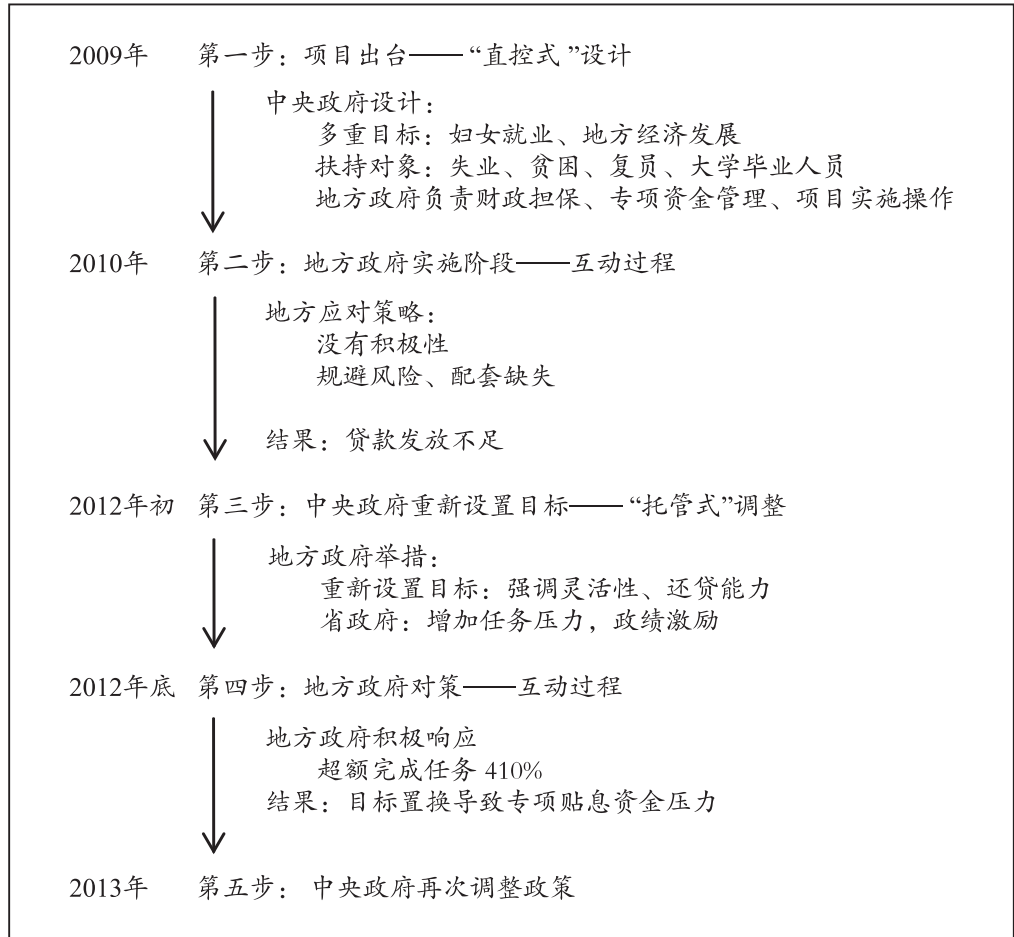 2009年 第一步：项目出台——“直控式”设计
中央政府设计：
多重目标：妇女就业、地方经济发展
扶持对象：失业、贫困、复员、大学毕业人员
地方政府负责财政担保、专项资金管理、项目实施操作
2010年 第二步：地方政府实施阶段——互动过程
地方应对策略：
没有积极性
规避风险、配套缺失
结果：贷款发放不足
2012年初 第三步：中央政府重新设置目标——“托管式”调整
地方政府举措：
重新设置目标：强调灵活性、还贷能力
省政府：增加任务压力，政绩激励
2012年底 第四步：地方政府对策——互动过程
地方政府积极响应
超额完成任务 410%
结果：目标置换导致专项贴息资金压力
2013年 第五步： 中央政府再次调整政策